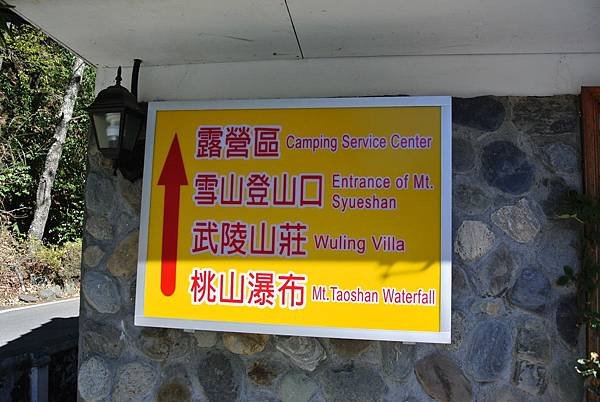 露營區 Camping Service Center
雪山登山口 Entrance of Mt.
Syueshan
武陵山莊 Wuling Villa
桃山瀑布 Mt.Taoshan Waterfall